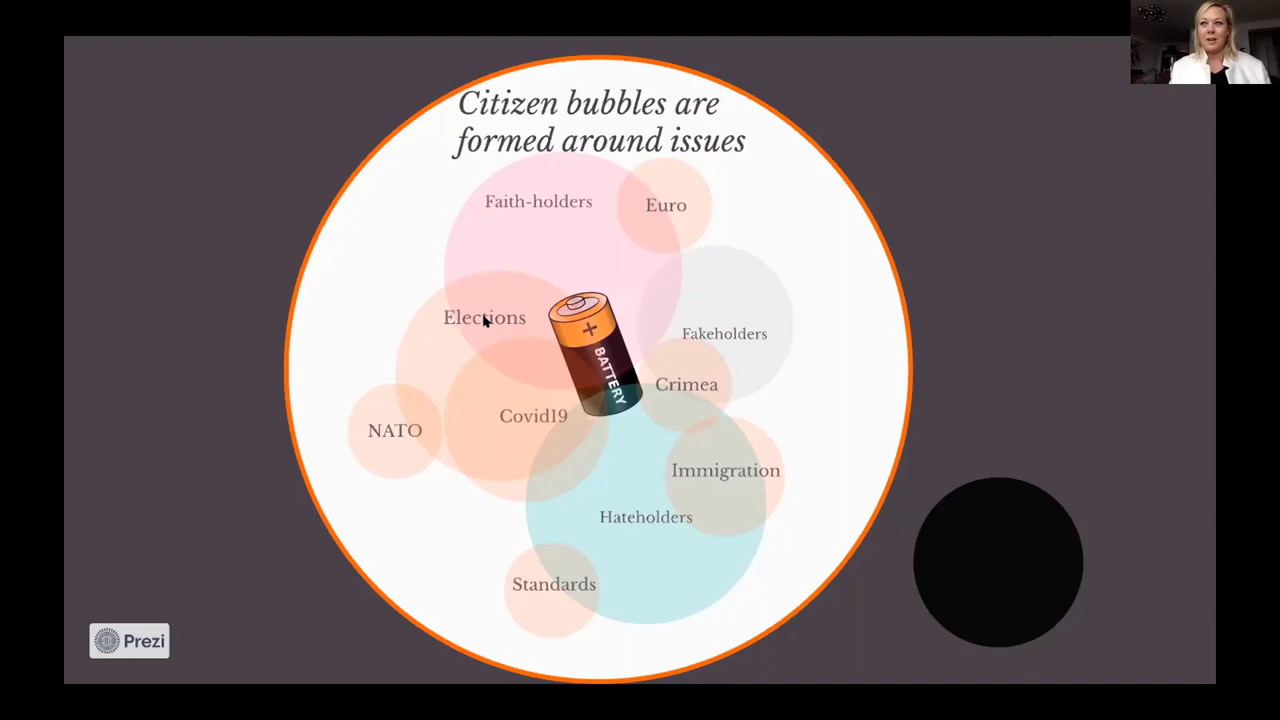 Citizen bubbles are
formed around issues
Faith-holders
Euro
Elections
Fakeholders
Crimea
Covid19
NATO
Immigration
Hateholders
Standards
+
BATTERY
Prezi